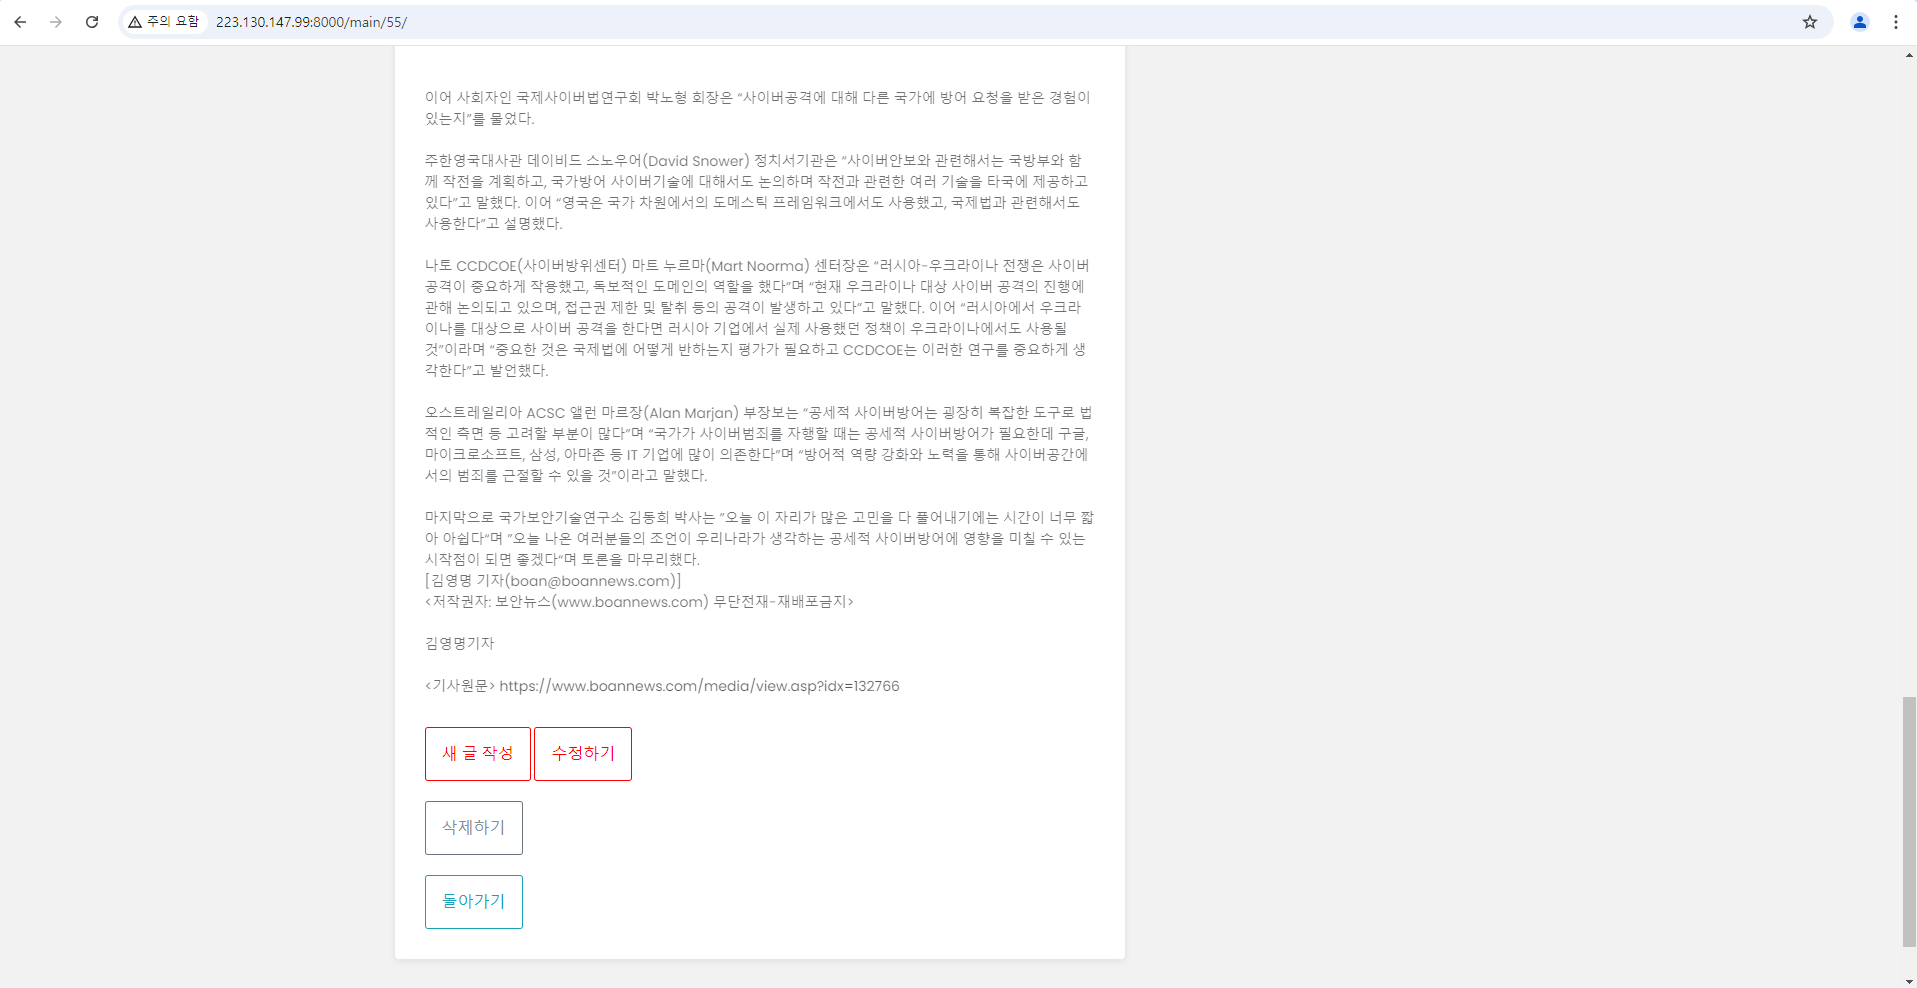 주의 요함
223.130.147.99:8000/main/55/
이어 사회자인 국제사이버법연구회 박노형 회장은 “사이버공격에 대해 다른 국가에 방어 요청을 받은 경험이
있는지”를 물었다.
주한영국대사관 데이비드 스노우어(David Snower) 정치서기관은 “사이버안보와 관련해서는 국방부와 함
께 작전을 계획하고, 국가방어 사이버기술에 대해서도 논의하며 작전과 관련한 여러 기술을 타국에 제공하고
있다”고 말했다. 이어 “영국은 국가 차원에서의 도메스틱 프레임워크에서도 사용했고, 국제법과 관련해서도
사용한다”고 설명했다.
나토 CCDCOE(사이버방위센터) 마트 누르마(Mart Noorma) 센터장은 “러시아-우크라이나 전쟁은 사이버
공격이 중요하게 작용했고, 독보적인 도메인의 역할을 했다”며 “현재 우크라이나 대상 사이버 공격의 진행에
관해 논의되고 있으며, 접근권 제한 및 탈취 등의 공격이 발생하고 있다”고 말했다. 이어 “러시아에서 우크라
이나를 대상으로 사이버 공격을 한다면 러시아 기업에서 실제 사용했던 정책이 우크라이나에서도 사용될
것”이라며 “중요한 것은 국제법에 어떻게 반하는지 평가가 필요하고 CCDCOE는 이러한 연구를 중요하게 생
각한다”고 발언했다.
오스트레일리아 ACSC 앨런 마르장(Alan Marjan) 부장보는 “공세적 사이버방어는 굉장히 복잡한 도구로 법
적인 측면 등 고려할 부분이 많다”며 “국가가 사이버범죄를 자행할 때는 공세적 사이버방어가 필요한데 구글,
마이크로소프트, 삼성, 아마존 등 IT 기업에 많이 의존한다”며 “방어적 역량 강화와 노력을 통해 사이버공간에
서의 범죄를 근절할 수 있을 것”이라고 말했다.
마지막으로 국가보안기술연구소 김동희 박사는 ”오늘 이 자리가 많은 고민을 다 풀어내기에는 시간이 너무 짧
아 아쉽다“며 ”오늘 나온 여러분들의 조언이 우리나라가 생각하는 공세적 사이버방어에 영향을 미칠 수 있는
시작점이 되면 좋겠다“며 토론을 마무리했다.
[김영명 기자(boan@boannews.com)]
<저작권자: 보안뉴스(www.boannews.com) 무단전재-재배포금지>
김영명기자
<기사원문> https://www.boannews.com/media/view.asp?idx=132766
새 글 작성 수정하기
삭제하기
돌아가기